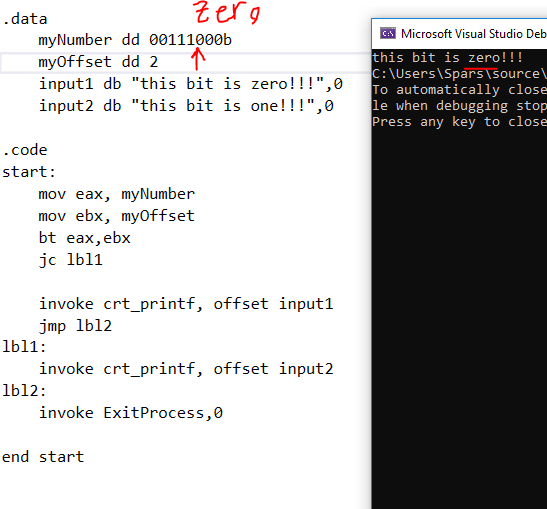 zero
.data
myNumber dd 00111000b
myOffset dd 2
input1 db "this bit is zero!!!",0
input2 db "this bit is one!!!",0
.code
start:
mov eax, myNumber
mov ebx, myOffset
bt eax,ebx
jc lbl1
invoke crt_printf, offset input1
jmp lbl2
lbl1:
invoke crt_printf, offset input2
lbl2:
invoke ExitProcess,0
end start
C:\
Microsoft Visual Studio Deb
this bit is zero!!!
C:\Users\Spars\source\
To automatically close
le when debugging stop
Press any key to close